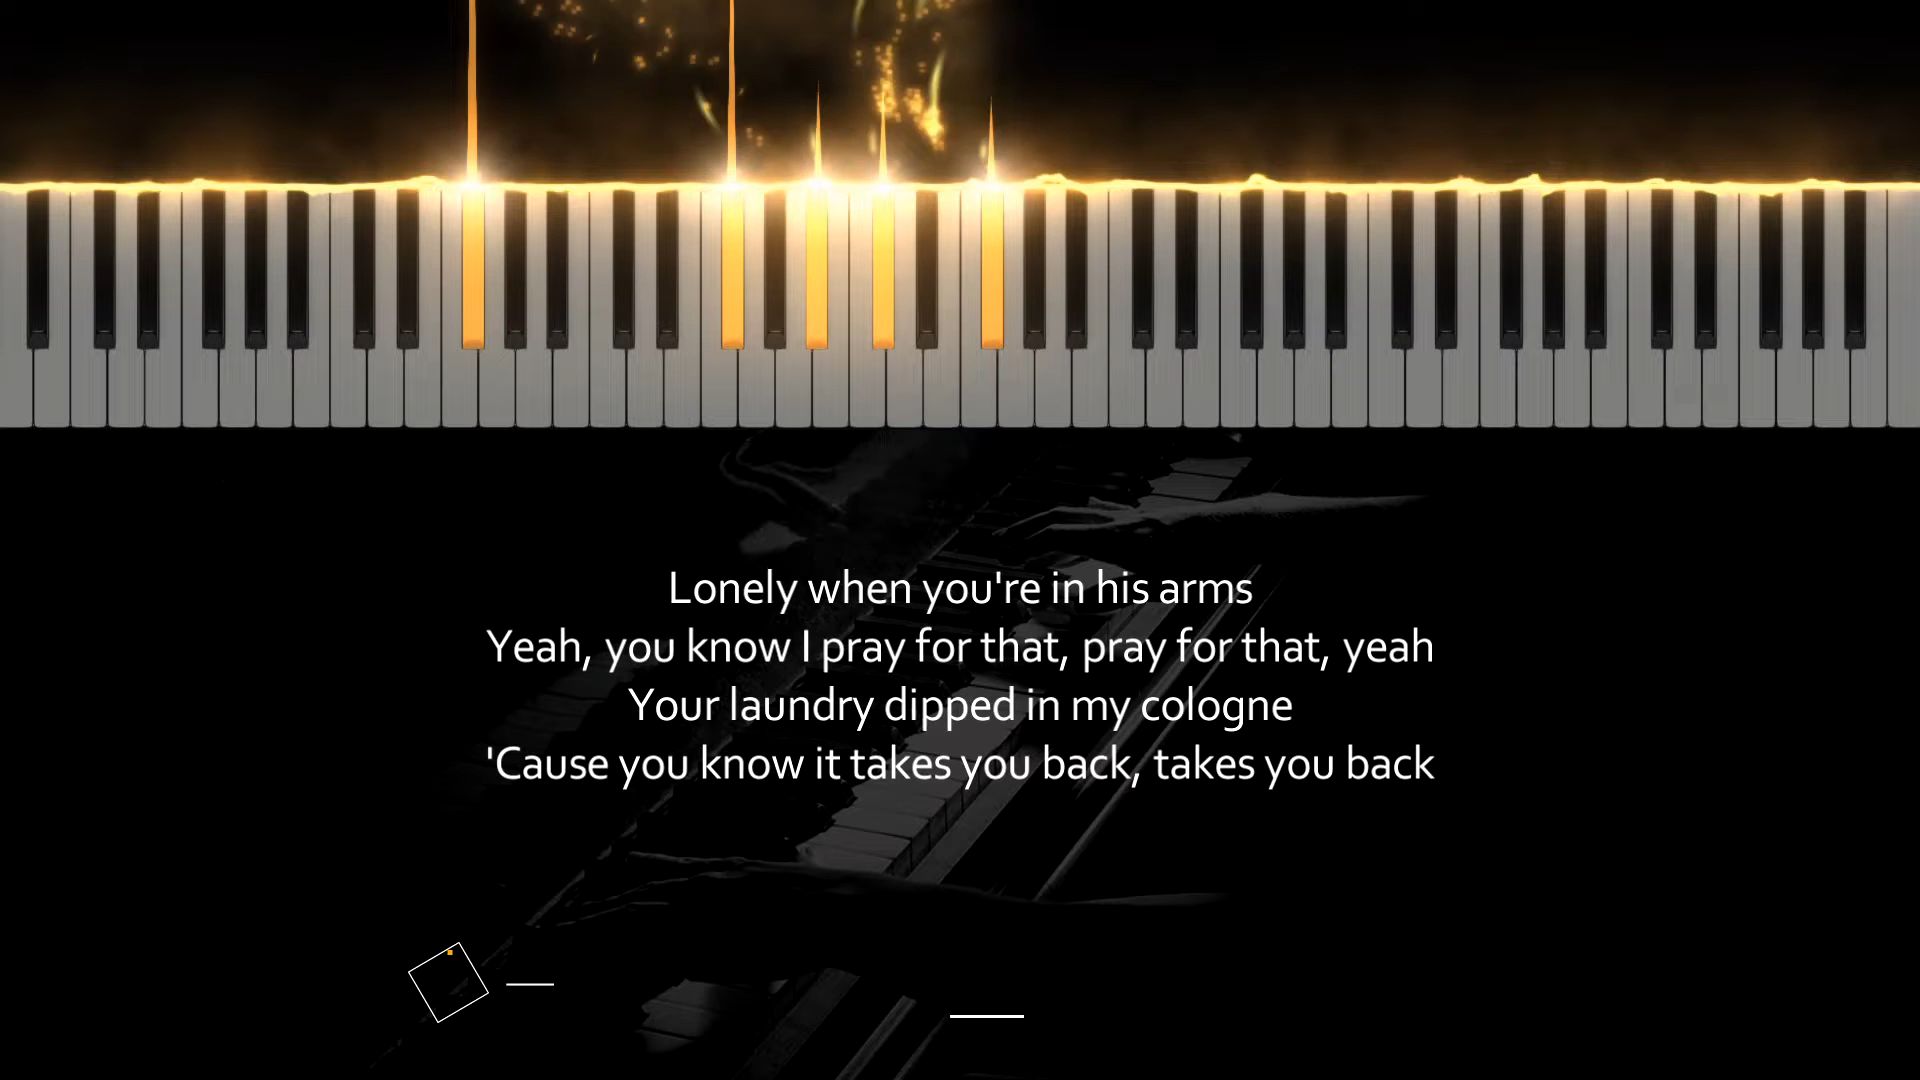 Lonely when you're in his arms
Yeah, you know I pray for that, pray for that, yeah
Your laundry dipped in my cologne
'Cause you know it takes you back, takes you back